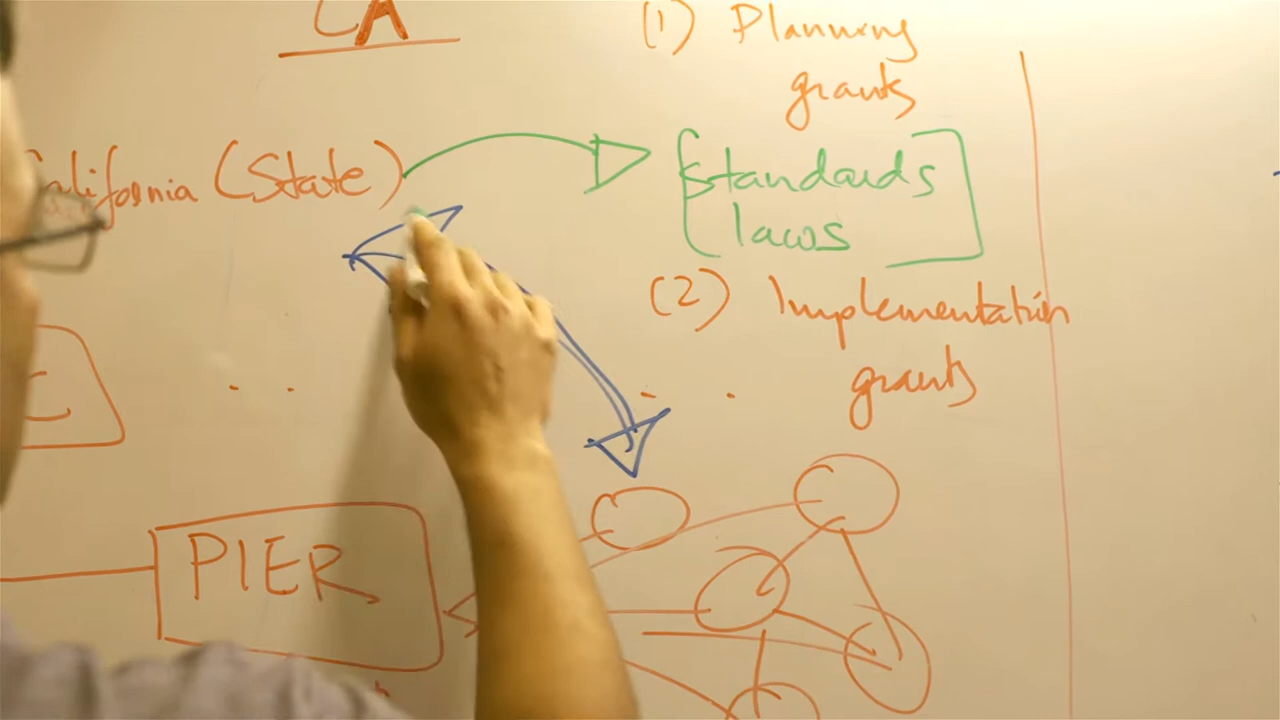 CA
(1) Planning
grants
California (State)
[standards
laws]
(2) Implementation
grants
C
PIER